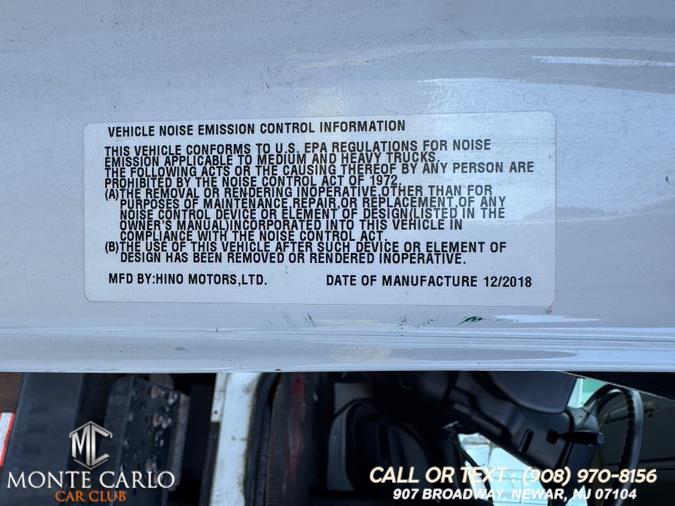 VEHICLE NOISE EMISSION CONTROL INFORMATION
THIS VEHICLE CONFORMS TO U.S. EPA REGULATIONS FOR NOISE
EMISSION APPLICABLE TO MEDIUM AND HEAVY TRUCKS.
THE FOLLOWING ACTS OR THE CAUSING THEREOF BY ANY PERSON ARE
PROHIBITED BY THE NOISE CONTROL ACT OF 1972.
(A)THE REMOVAL OR RENDERING INOPERATIVE,OTHER THAN FOR
PURPOSES OF MAINTENANCE,REPAIR,OR REPLACEMENT,OF ANY
NOISE CONTROL DEVICE OR ELEMENT OF DESIGN(LISTED IN THE
OWNER'S MANUAL)INCORPORATED INTO THIS VEHICLE IN
COMPLIANCE WITH THE NOISE CONTROL ACT.
(B)THE USE OF THIS VEHICLE AFTER SUCH DEVICE OR ELEMENT OF
DESIGN HAS BEEN REMOVED OR RENDERED INOPERATIVE.
MFD BY:HINO MOTORS,LTD. DATE OF MANUFACTURE 12/2018
MC
MONTE CARLO
CAR CLUB
CALL OR TEXT : (908) 970-8156
907 BROADWAY, NEWAR, NJ 07104